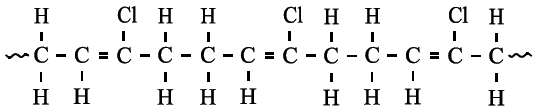 H Cl H H Cl H H Cl H
~C - C = C - C - C - C = C - C - C - C = C - C~
H H H H H H H H H